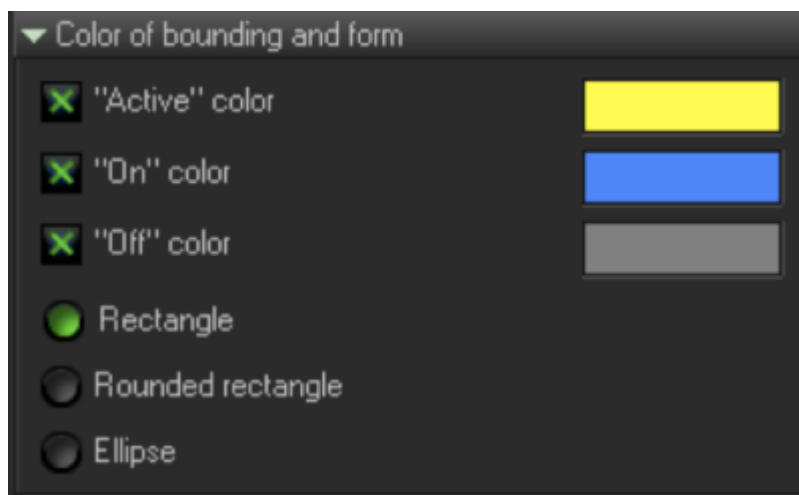 Color of bounding and form
"Active" color
"On" color
"Off" color
Rectangle
Rounded rectangle
Ellipse